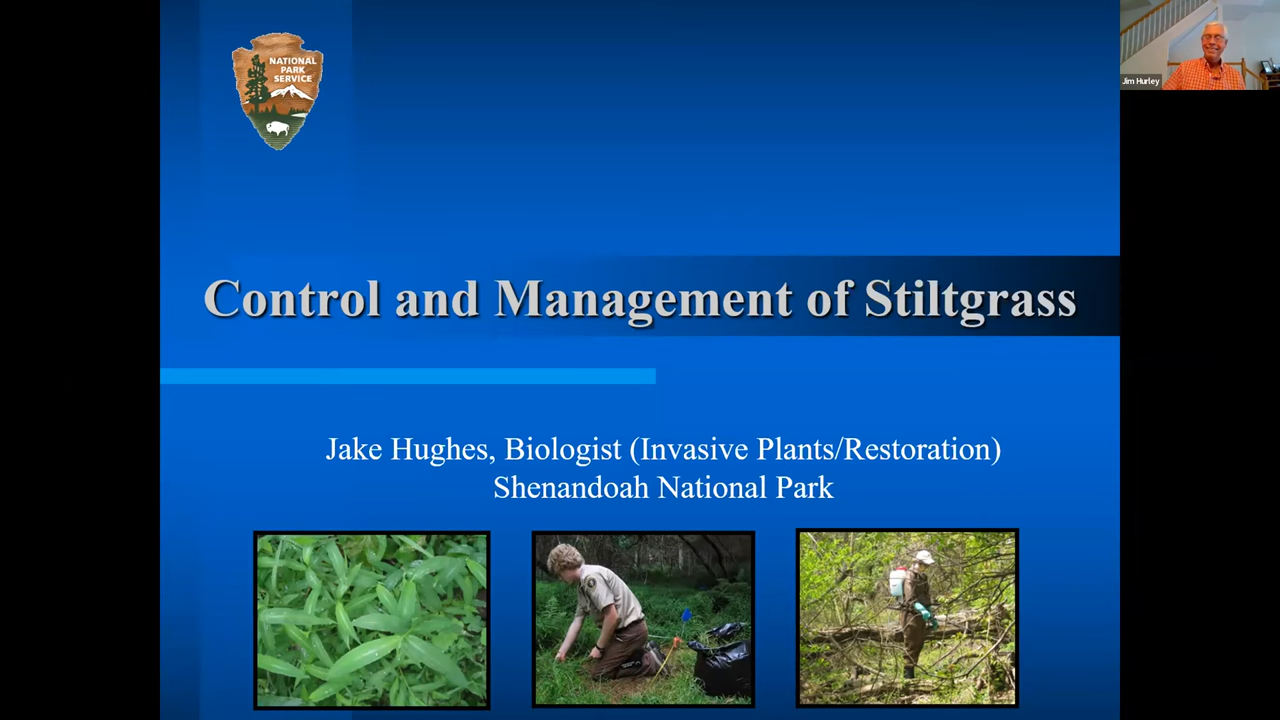 NATIONAL
PARK
SERVICE
Jim Hurley
Control and Management of Stiltgrass
Jake Hughes, Biologist (Invasive Plants/Restoration)
Shenandoah National Park